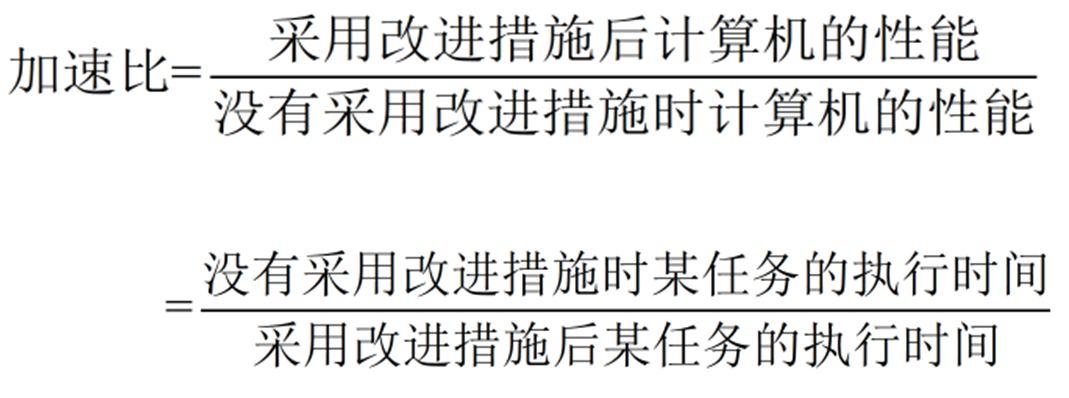 采用改进措施后计算机的性能
加速比=
没有采用改进措施时计算机的性能
没有采用改进措施时某任务的执行时间
=
采用改进措施后某任务的执行时间